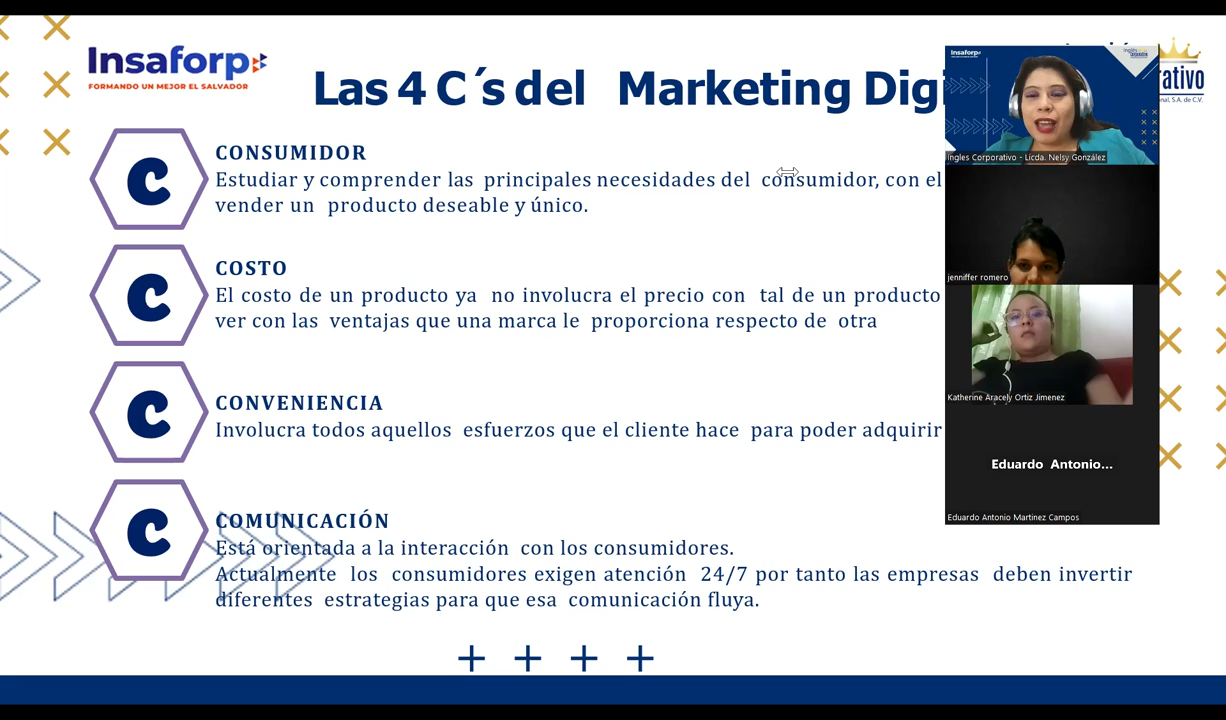 Insaforp
FORMANDO UN MEJOR EL SALVADOR
Las 4 C´s del Marketing Digi
rativo
nal, S.A. de C.V.
C
CONSUMIDOR
Estudiar y comprender las principales necesidades del consumidor, con el
vender un producto deseable y único.
C
COSTO
El costo de un producto ya no involucra el precio con tal de un producto
ver con las ventajas que una marca le proporciona respecto de otra
C
CONVENIENCIA
Involucra todos aquellos esfuerzos que el cliente hace para poder adquirir
C
COMUNICACIÓN
Está orientada a la interacción con los consumidores.
Actualmente los consumidores exigen atención 24/7 por tanto las empresas deben invertir
diferentes estrategias para que esa comunicación fluya.
Insaforp
Ingles Corporativo - Licda. Nelsy González
jenniffer romero
Katherine Aracely Ortiz Jimenez
Eduardo Antonio...
Eduardo Antonio Martinez Campos